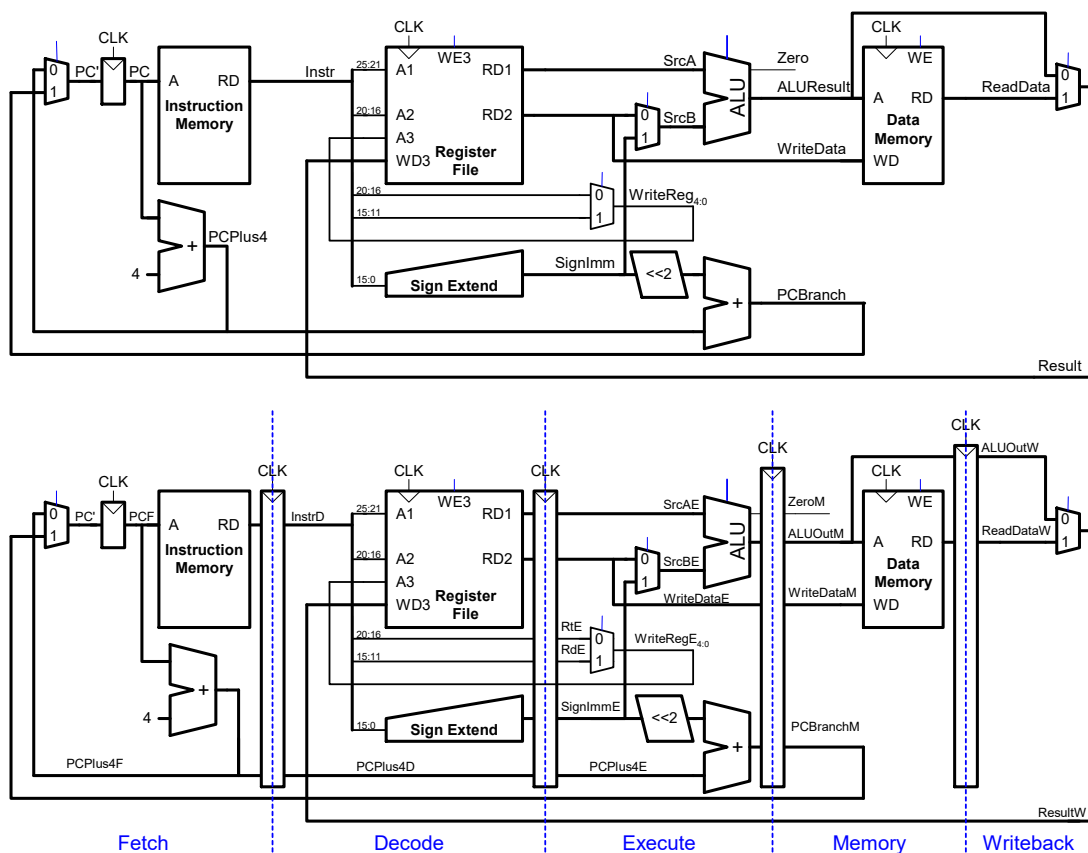 CLK
CLK
CLK
0
1
PC'
PC
A
RD
Instruction
Memory
Instr
25:21
A1
WE3
RD1
SrcA
Zero
20:16
A2
RD2
0
1
SrcB
ALU
ALUResult
A3
WD3
Register
File
WE
A
RD
Data
Memory
WD
ReadData
0
1
WriteData
20:16
15:11
0
1
WriteReg4:0
PCPlus4
+
4
SignImm
15:0
Sign Extend
<<2
+
PCBranch
Result
CLK
CLK
CLK
CLK
CLK
CLK
CLK
ALUOutW
0
1
PC'
PCF
A
RD
Instruction
Memory
InstrD
25:21
A1
WE3
RD1
SrcAE
ZeroM
20:16
A2
RD2
0
1
SrcBE
ALU
ALUOutM
A3
WD3
Register
File
WE
A
RD
Data
Memory
WD
ReadDataW
0
1
WriteDataE
WriteDataM
20:16
RtE
0
WriteRegE4:0
15:11
RdE
1
+
4
SignImmE
15:0
Sign Extend
<<2
+
PCBranchM
PCPlus4F
PCPlus4D
PCPlus4E
ResultW
Fetch
Decode
Execute
Memory
Writeback